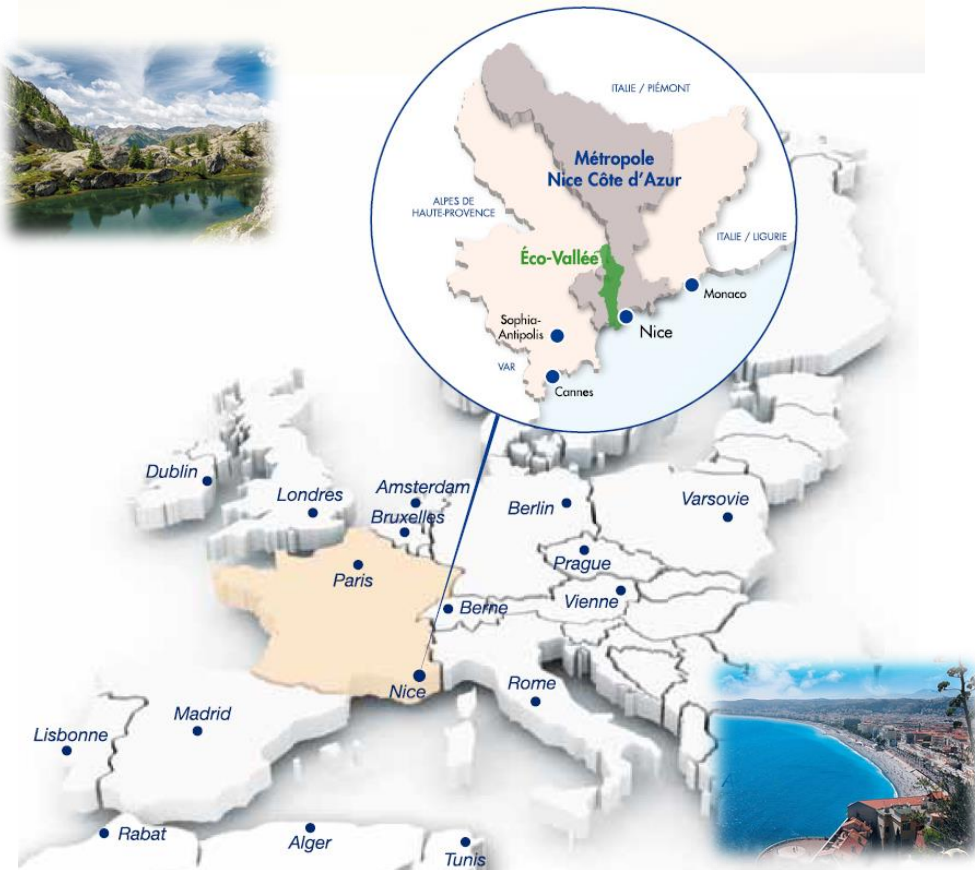 ITALIE / PIÉMONT
Métropole
Nice Côte d'Azur
ALPES DE
HAUTE-PROVENCE
ITALIE / LIGURIE
Éco-Vallée
Monaco
Sophia-
Antipolis
Nice
VAR
Cannes
Dublin
Londres
Amsterdam
Bruxelles
Berlin
Varsovie
Prague
Paris
Vienne
Berne
Nice
Rome
Madrid
Lisbonne
Rabat
Alger
Tunis